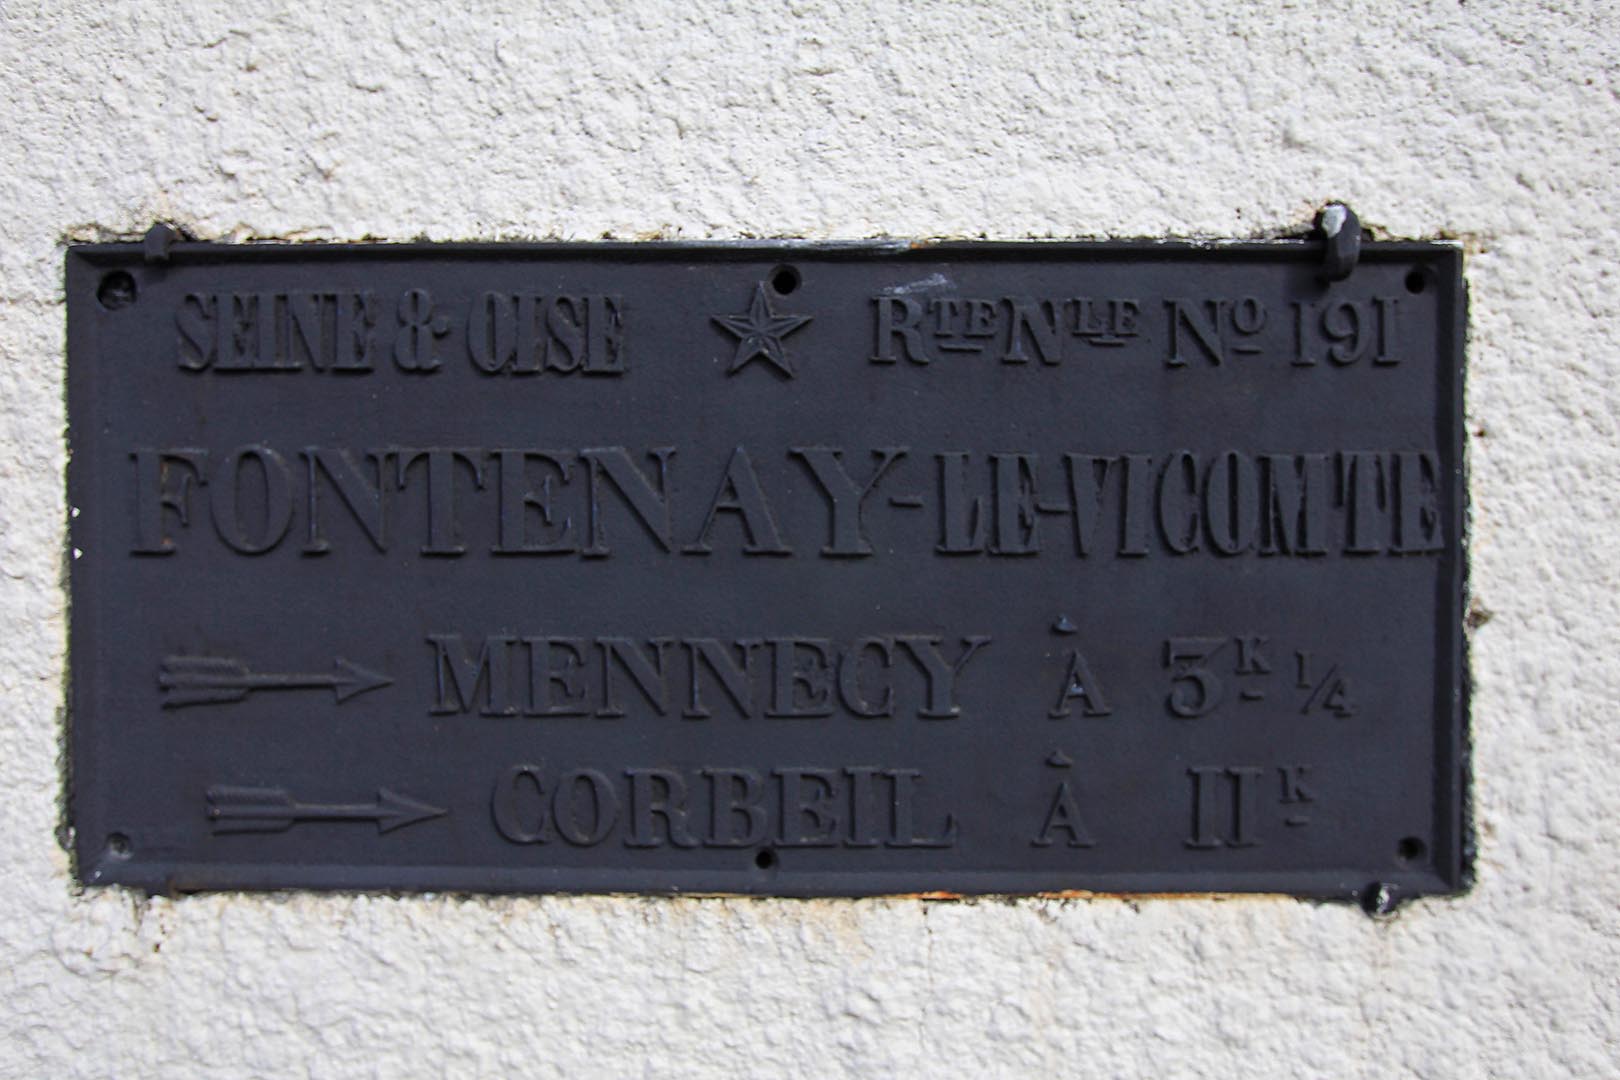 SEINE & OISE ★ RTE NLE NO 191
FONTENAY-LE-VICOMTE
MENNECY À 3K 1/4
CORBEIL À 11K